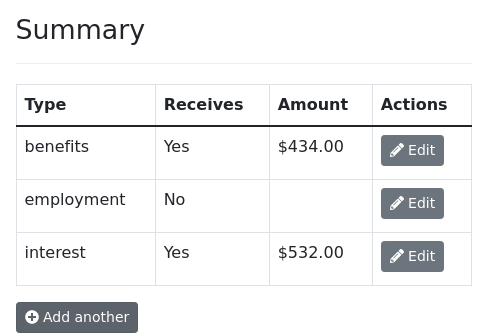 Summary
Type Receives Amount Actions
benefits Yes $434.00 Edit
employment No Edit
interest Yes $532.00 Edit
Add another